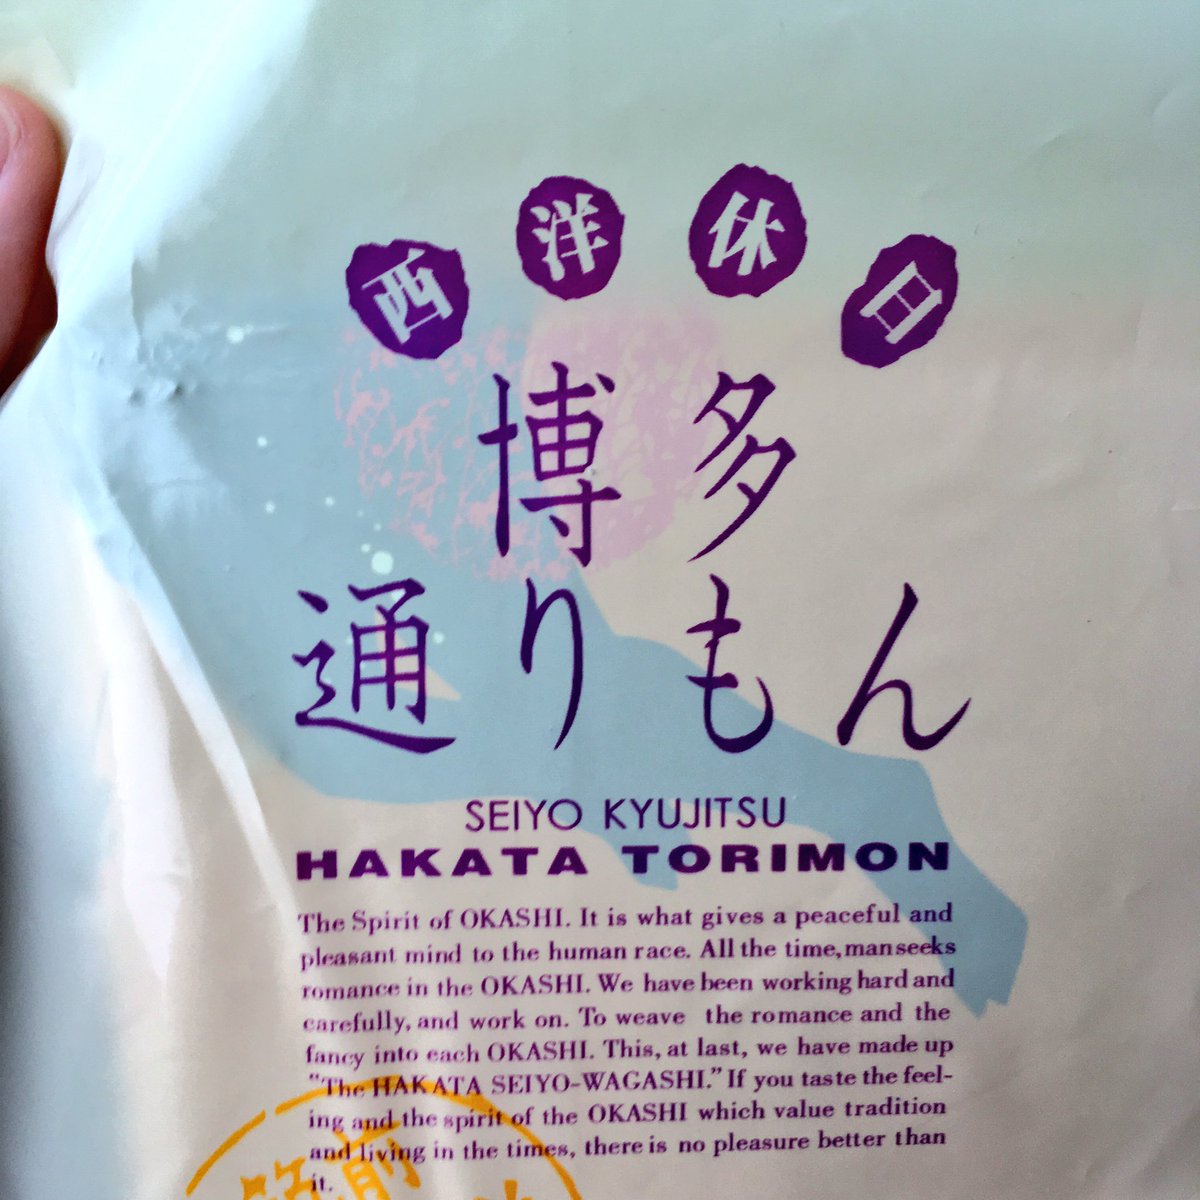 西洋休日
博多
通りもん
SEIYO KYUJITSU
HAKATA TORIMON
The Spirit of OKASHI. It is what gives a peaceful and
pleasant mind to the human race. All the time, man seeks
romance in the OKASHI. We have been working hard and
carefully, and work on. To weave the romance and the
fancy into each OKASHI. This, at last, we have made up
"The HAKATA SEIYO-WAGASHI." If you taste the feel-
ing and the spirit of the OKASHI which value tradition
and living in the times, there is no pleasure better than
it.
筑前